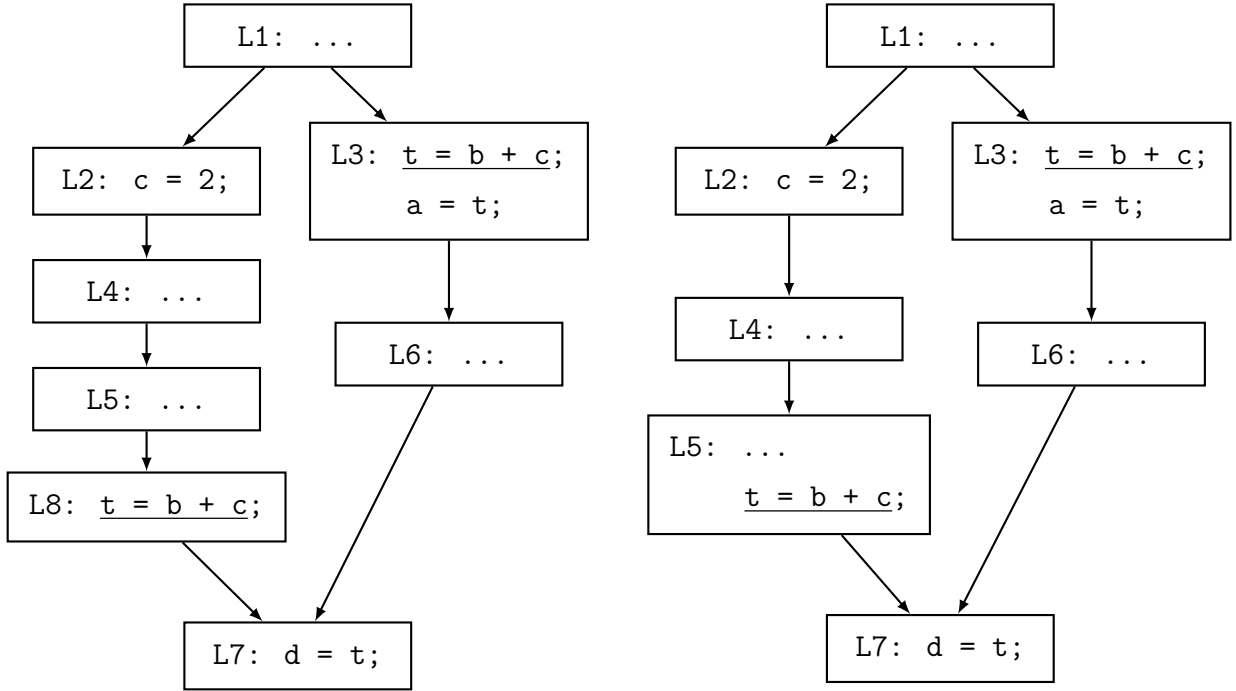 L1: ...
L2: c = 2;
L3: t = b + c;
a = t;
L4: ...
L5: ...
L6: ...
L8: t = b + c;
L7: d = t;
L1: ...
L2: c = 2;
L3: t = b + c;
a = t;
L4: ...
L6: ...
L5: ...
t = b + c;
L7: d = t;